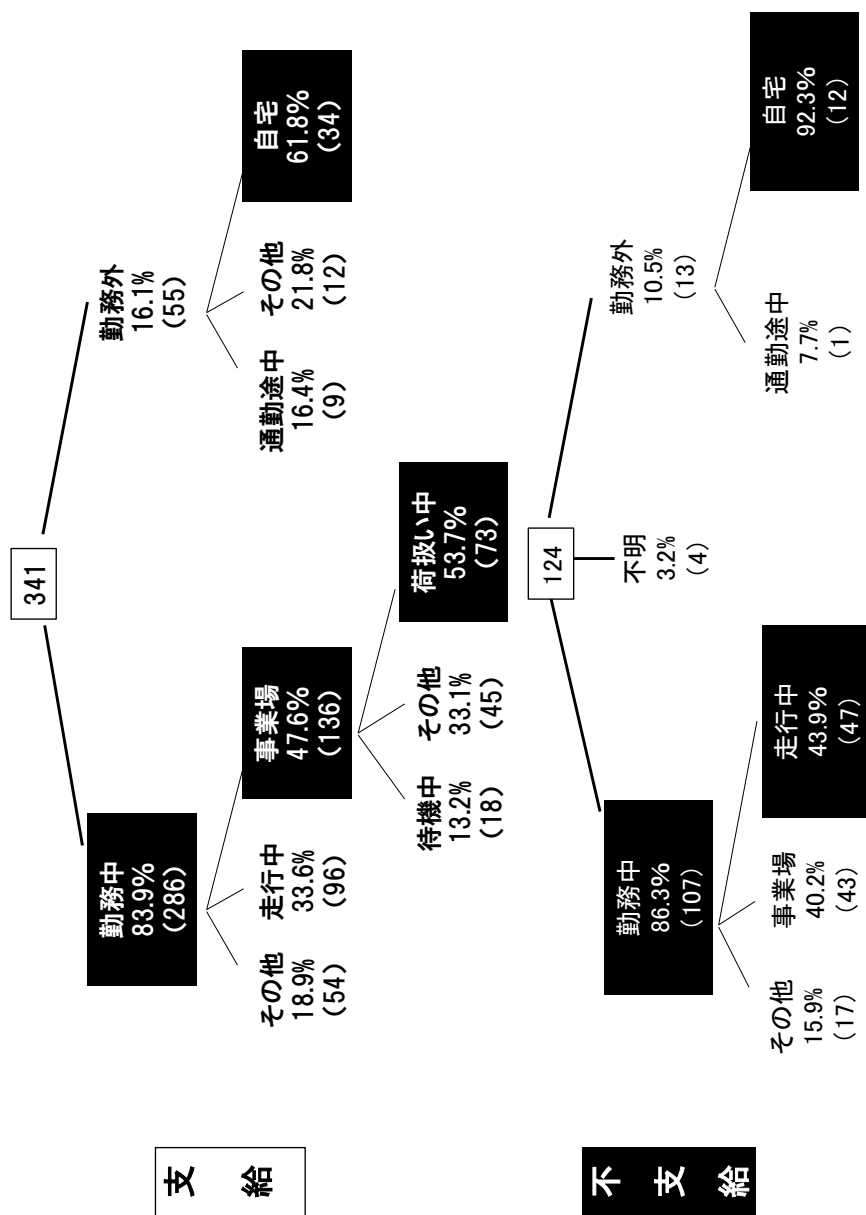 支給
341
勤務中
83.9%
(286)
勤務外
16.1%
(55)
その他
18.9%
(54)
走行中
33.6%
(96)
事業場
47.6%
(136)
通勤途中
16.4%
(9)
その他
21.8%
(12)
自宅
61.8%
(34)
待機中
13.2%
(18)
その他
33.1%
(45)
荷扱い中
53.7%
(73)
不支給
124
勤務中
86.3%
(107)
不明
3.2%
(4)
勤務外
10.5%
(13)
その他
15.9%
(17)
事業場
40.2%
(43)
走行中
43.9%
(47)
通勤途中
7.7%
(1)
自宅
92.3%
(12)